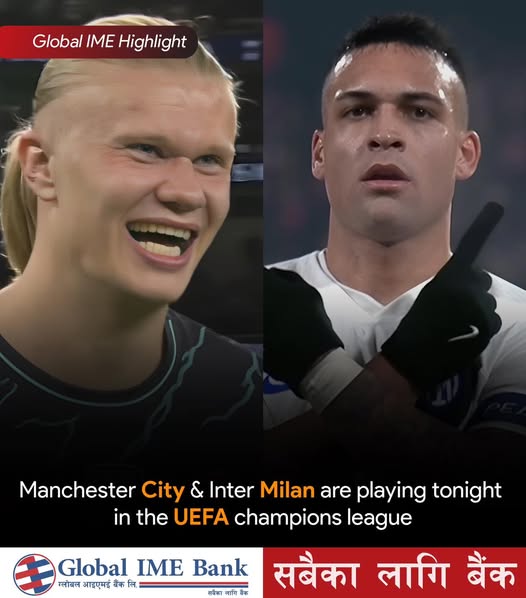 Global IME Highlight
Manchester City & Inter Milan are playing tonight
in the UEFA champions league
Global IME Bank
ग्लोबल आइएमई बैंक लि.
सबैका लागि बैंक
सबैका लागि बैंक